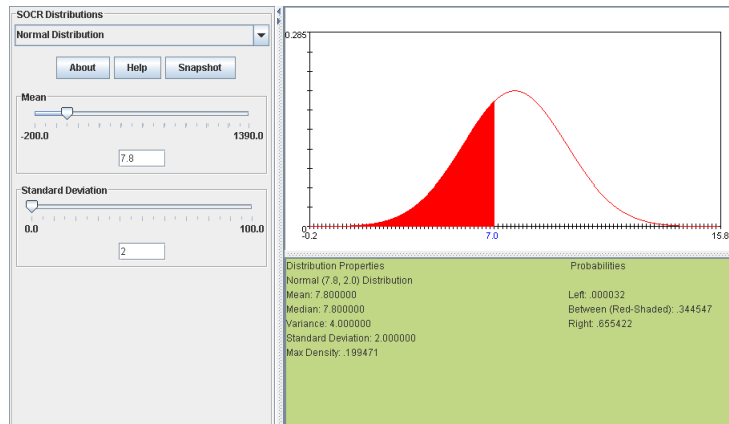 SOCR Distributions
Normal Distribution
About Help Snapshot
Mean
-200.0 1390.0
7.8
Standard Deviation
0.0 100.0
2
0.285
0
-0.2 7.0 15.8
Distribution Properties
Normal (7.8, 2.0) Distribution
Mean: 7.800000
Median: 7.800000
Variance: 4.000000
Standard Deviation: 2.000000
Max Density: .199471
Probabilities
Left: .000032
Between (Red-Shaded): .344547
Right: .655422